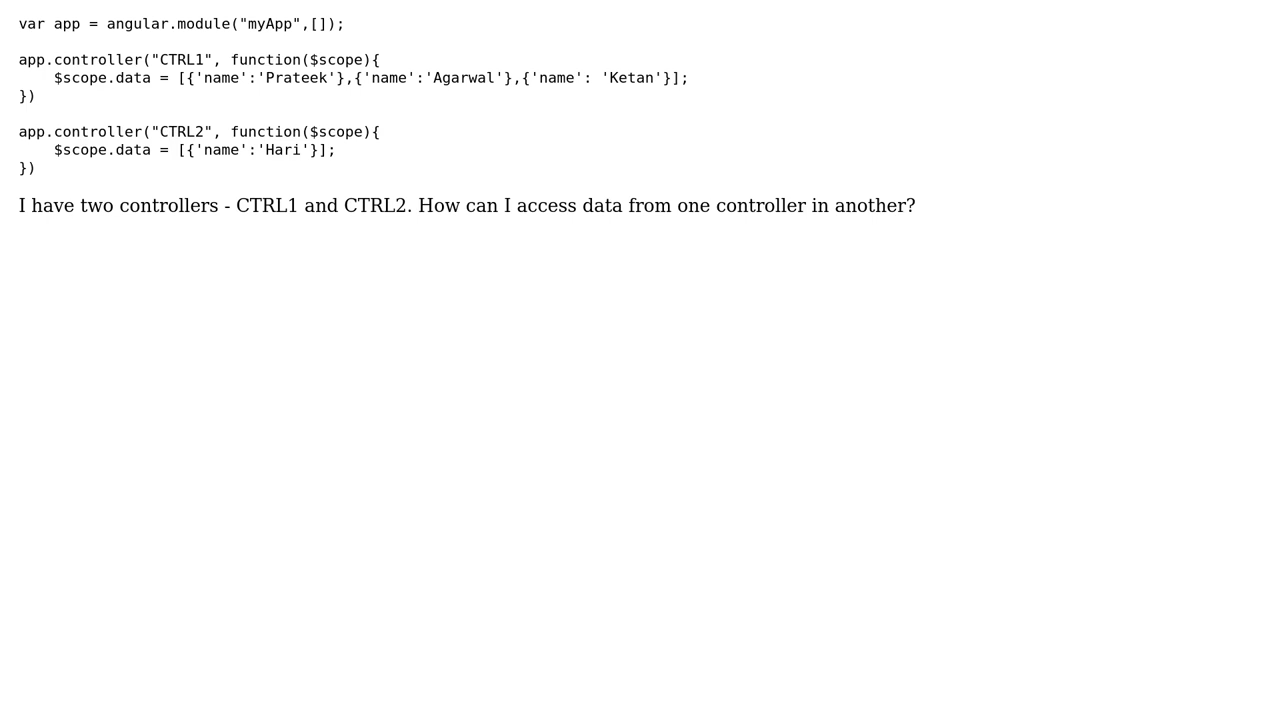 var app = angular.module("myApp",[]);
app.controller("CTRL1", function($scope){
    $scope.data = [{'name':'Prateek'},{'name':'Agarwal'},{'name': 'Ketan'}];
})
app.controller("CTRL2", function($scope){
    $scope.data = [{'name':'Hari'}];
})
I have two controllers - CTRL1 and CTRL2. How can I access data from one controller in another?